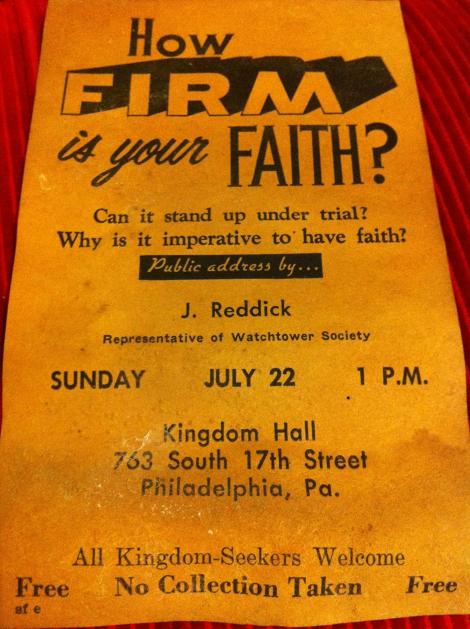 How
FIRM
is your FAITH?
Can it stand up under trial?
Why is it imperative to have faith?
Public address by...
J. Reddick
Representative of Watchtower Society
SUNDAY JULY 22 1 P.M.
Kingdom Hall
763 South 17th Street
Philadelphia, Pa.
All Kingdom-Seekers Welcome
Free No Collection Taken Free
sf e